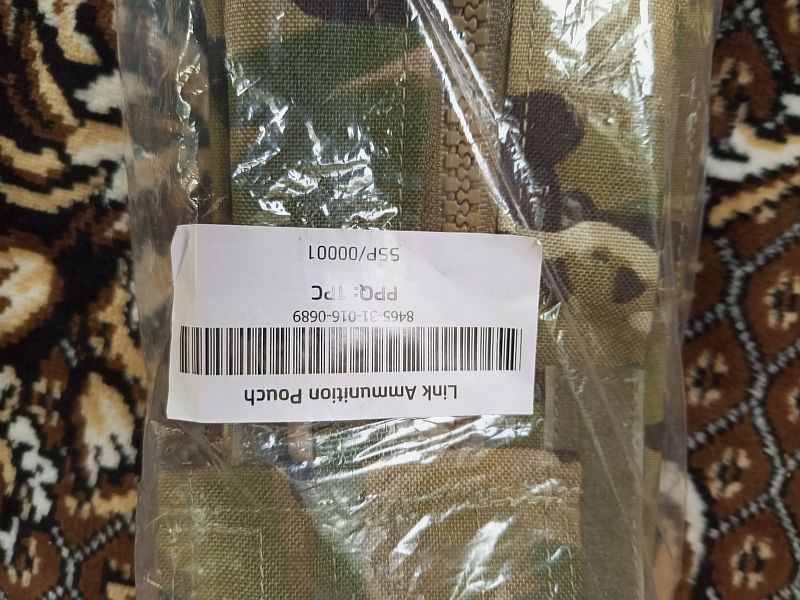 Link Ammunition Pouch
8465-31-016-0689
PPQ: 1PC
SSP/00001